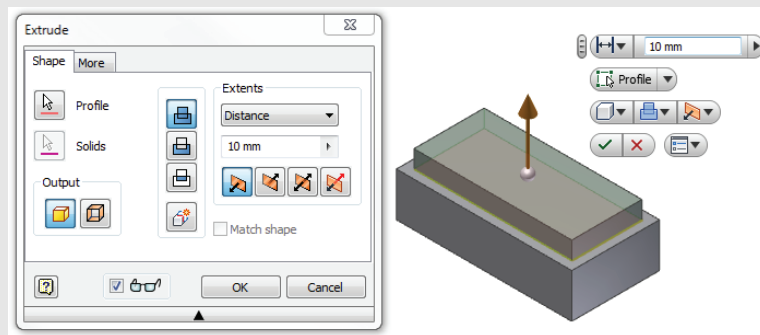 Extrude
Shape More
Profile
Solids
Output
Extents
Distance
10 mm
Match shape
OK Cancel
10 mm
Profile